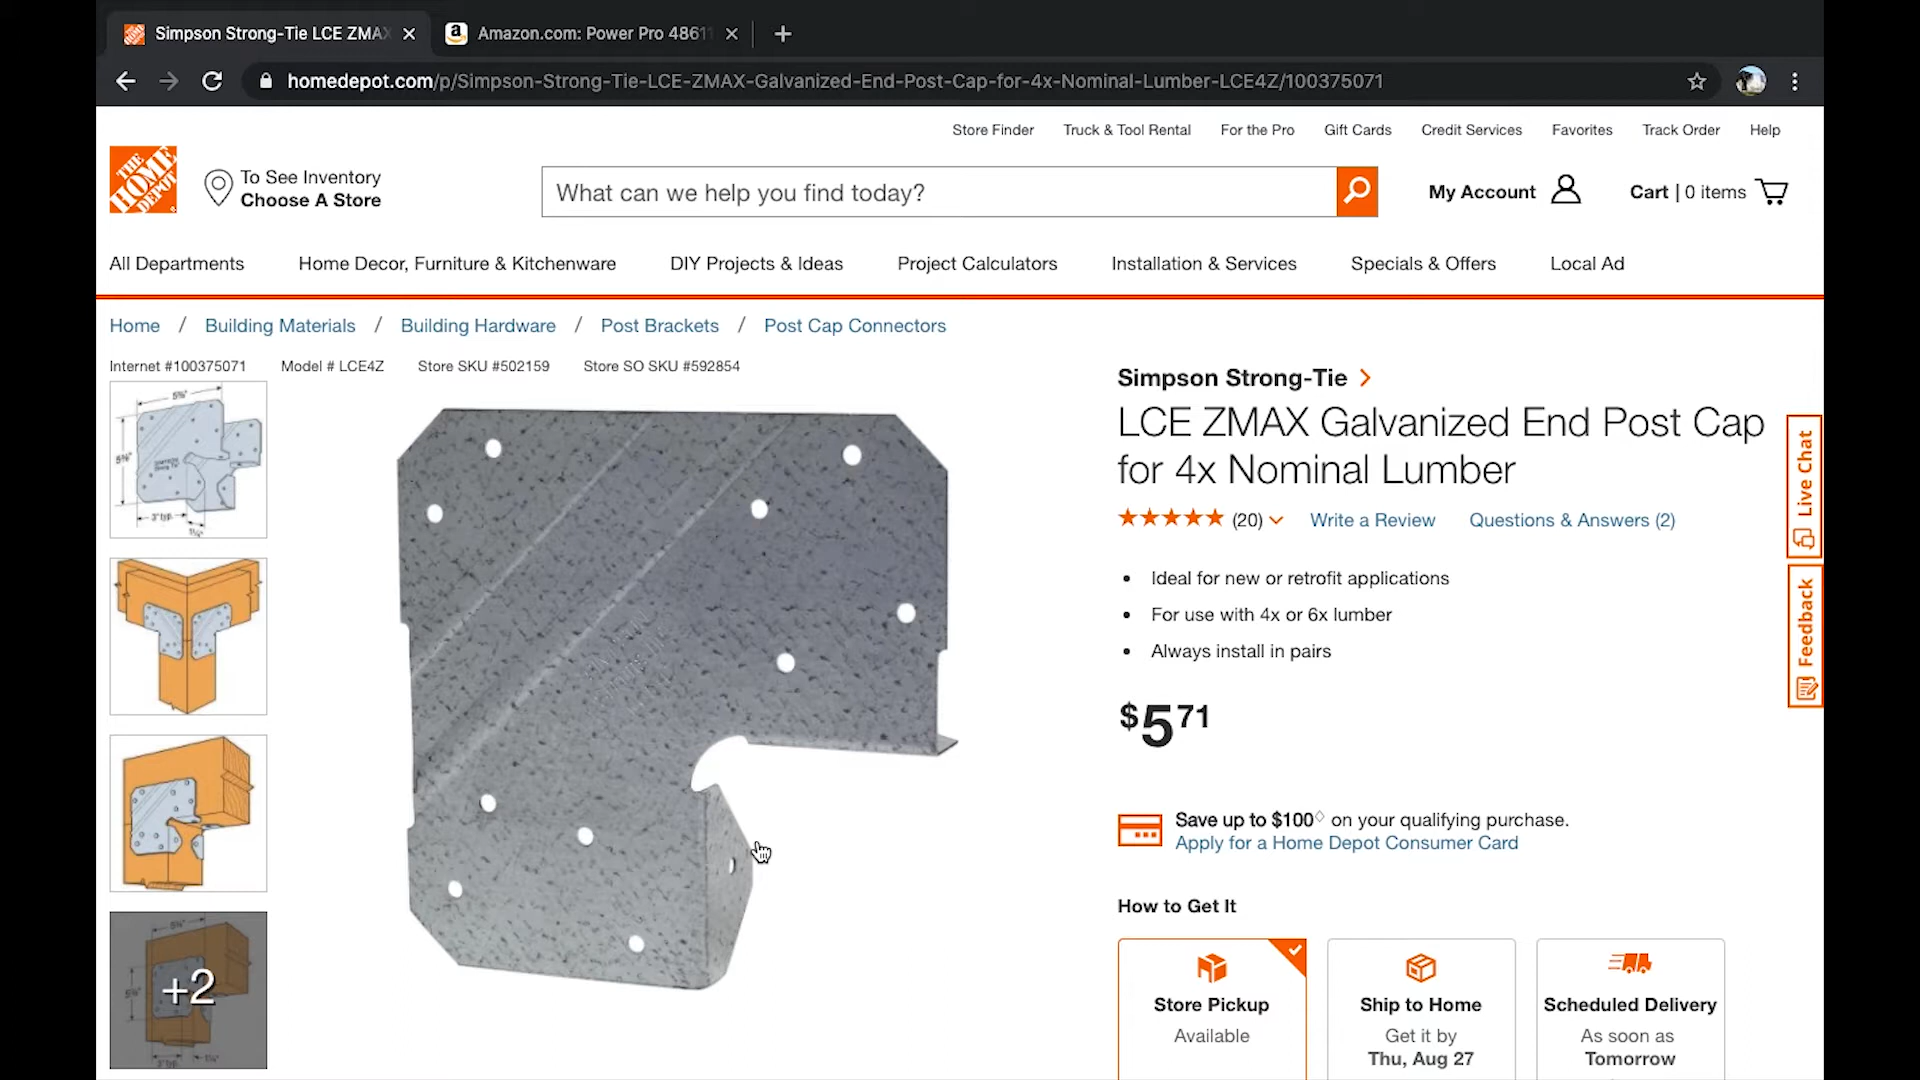 Simpson Strong-Tie LCE ZMAX
Amazon.com: Power Pro 48611
homedepot.com/p/Simpson-Strong-Tie-LCE-ZMAX-Galvanized-End-Post-Cap-for-4x-Nominal-Lumber-LCE4Z/100375071
Store Finder
Truck & Tool Rental
For the Pro
Gift Cards
Credit Services
Favorites
Track Order
Help
THE
HOME
DEPOT
To See Inventory
Choose A Store
What can we help you find today?
My Account
Cart | 0 items
All Departments
Home Decor, Furniture & Kitchenware
DIY Projects & Ideas
Project Calculators
Installation & Services
Specials & Offers
Local Ad
Home / Building Materials / Building Hardware / Post Brackets / Post Cap Connectors
Internet #100375071
Model # LCE4Z
Store SKU #502159
Store SO SKU #592854
+2
Simpson Strong-Tie
LCE ZMAX Galvanized End Post Cap
for 4x Nominal Lumber
(20)
Write a Review
Questions & Answers (2)
• Ideal for new or retrofit applications
• For use with 4x or 6x lumber
• Always install in pairs
$5 71
Save up to $100◊ on your qualifying purchase.
Apply for a Home Depot Consumer Card
How to Get It
Store Pickup
Available
Ship to Home
Get it by
Thu, Aug 27
Scheduled Delivery
As soon as
Tomorrow
Live Chat
Feedback